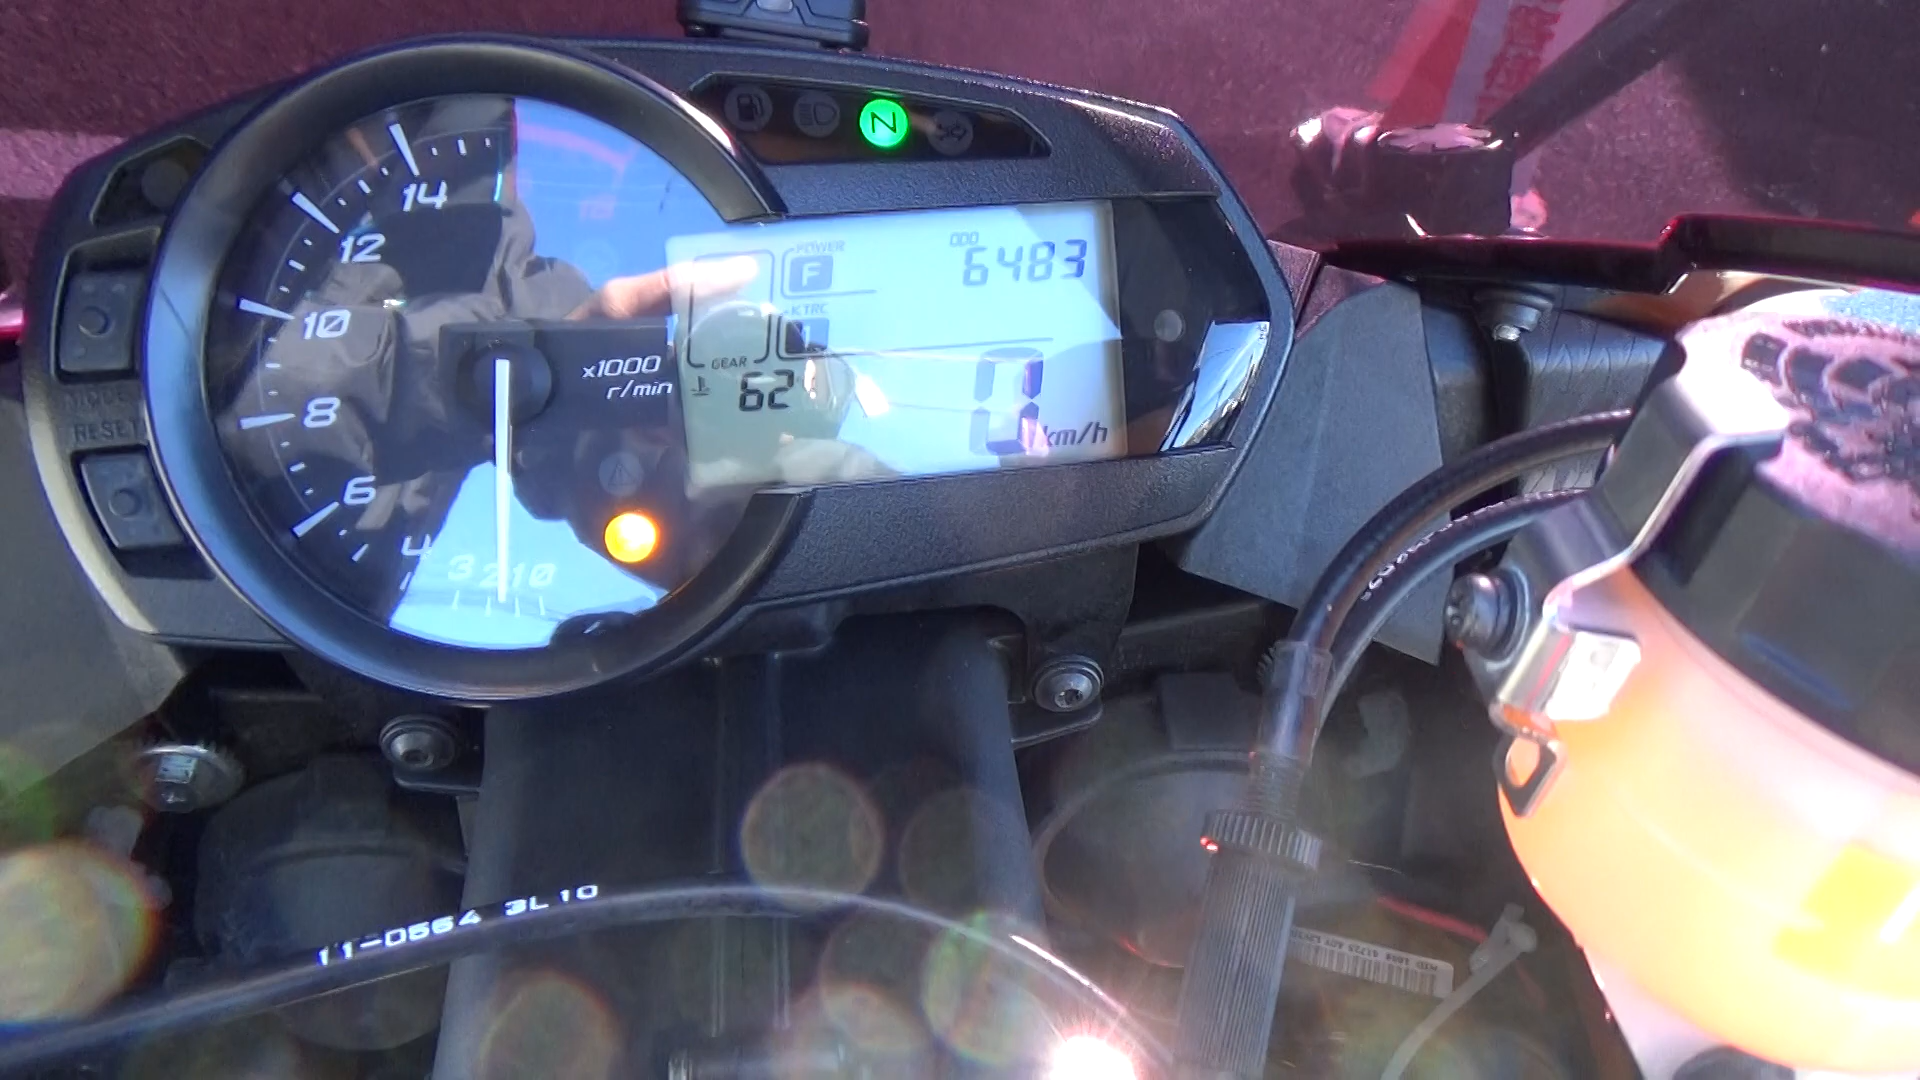 N
14
12
10
8
6
4
3 2 1 0
x1000
r/min
POWER
F
KTRC
GEAR
62
ODO
6483
0 km/h
MODE
RESET
11-D564 3L10